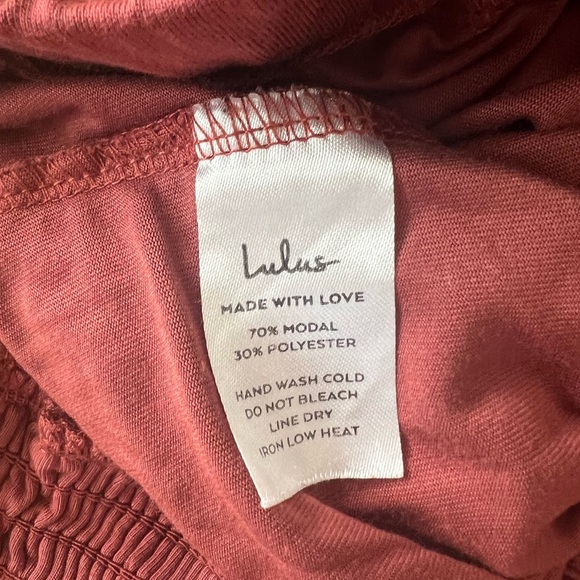 Lulus
MADE WITH LOVE
70% MODAL
30% POLYESTER
HAND WASH COLD
DO NOT BLEACH
LINE DRY
IRON LOW HEAT